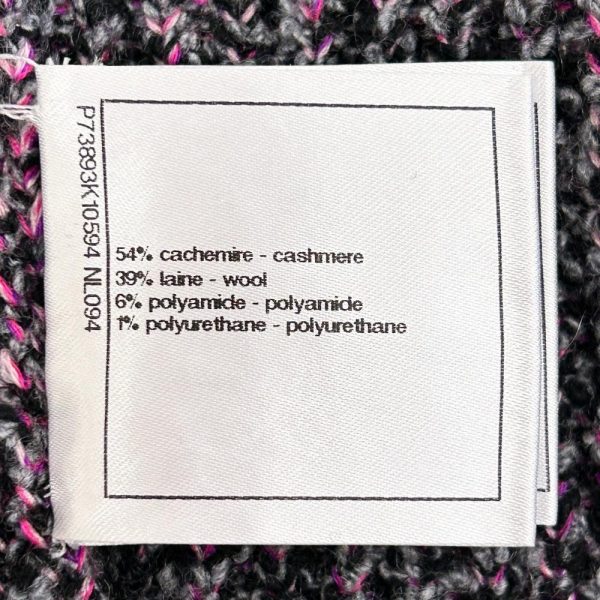 P73893K10594 NL094
54% cachemire - cashmere
39% laine - wool
6% polyamide - polyamide
1% polyurethane - polyurethane